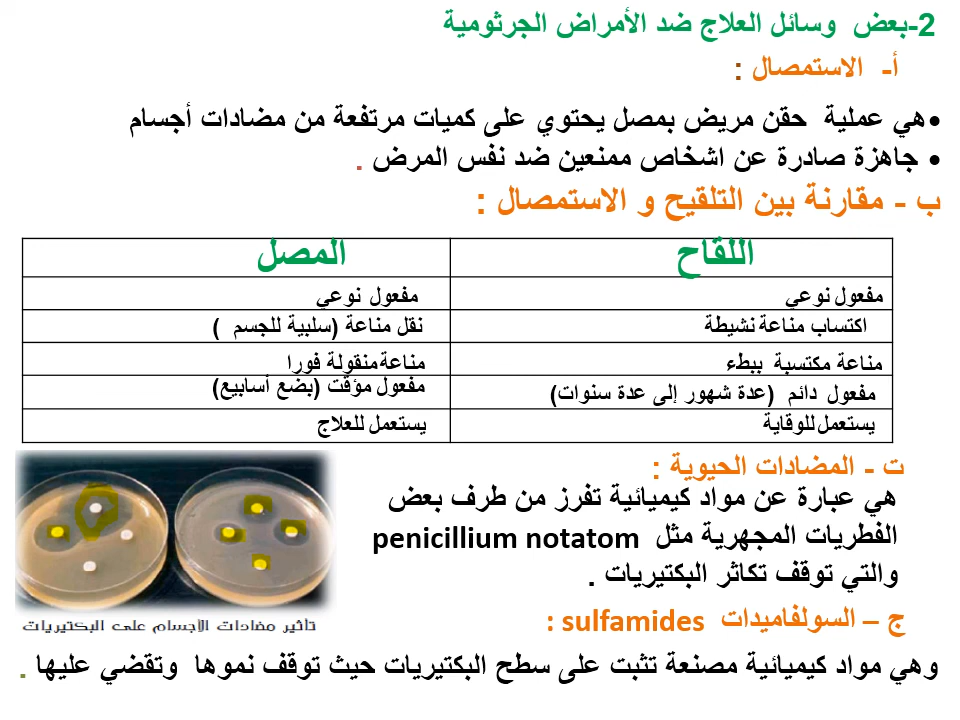 2-بعض وسائل العلاج ضد الأمراض الجرثومية
أ- الاستمصال :
•هي عملية حقن مريض بمصل يحتوي على كميات مرتفعة من مضادات أجسام
• جاهزة صادرة عن اشخاص ممنعين ضد نفس المرض .
ب - مقارنة بين التلقيح و الاستمصال :
اللقاح المصل
مفعول نوعي مفعول نوعي
اكتساب مناعة نشيطة نقل مناعة (سلبية للجسم )
مناعة مكتسبة ببطء مناعة منقولة فورا
مفعول دائم (عدة شهور إلى عدة سنوات) مفعول مؤقت (بضع أسابيع)
يستعمل للوقاية يستعمل للعلاج
ت - المضادات الحيوية :
هي عبارة عن مواد كيميائية تفرز من طرف بعض
الفطريات المجهرية مثل penicillium notatom
والتي توقف تكاثر البكتيريات .
تاثير مضادات الأجسام على البكتيريات
ج – السولفاميدات sulfamides :
وهي مواد كيميائية مصنعة تثبت على سطح البكتيريات حيث توقف نموها وتقضي عليها .